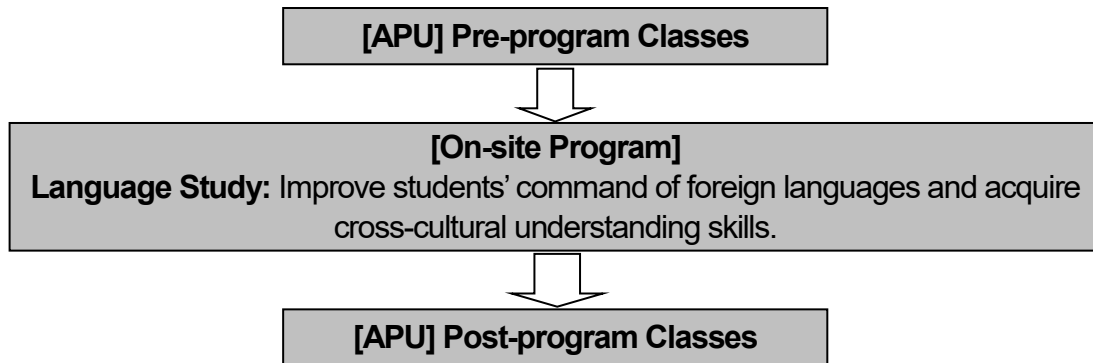 [APU] Pre-program Classes
[On-site Program]
Language Study: Improve students’ command of foreign languages and acquire
cross-cultural understanding skills.
[APU] Post-program Classes